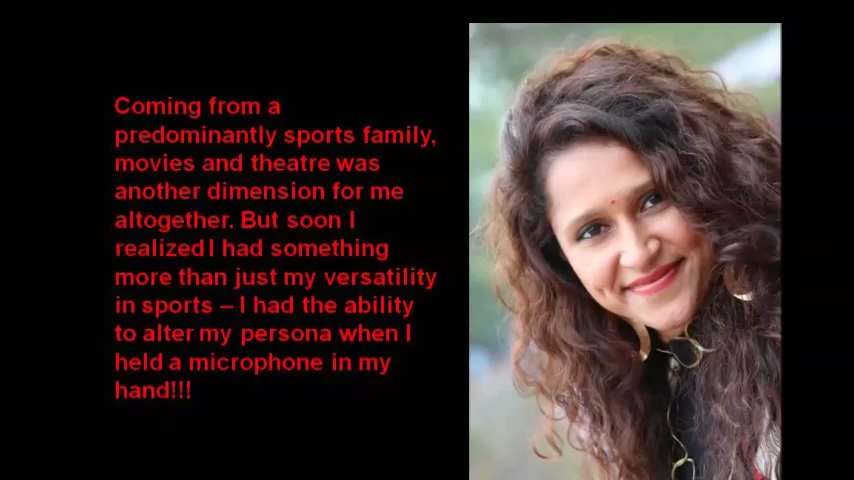 Coming from a
predominantly sports family,
movies and theatre was
another dimension for me
altogether. But soon I
realized I had something
more than just my versatility
in sports – I had the ability
to alter my persona when I
held a microphone in my
hand!!!